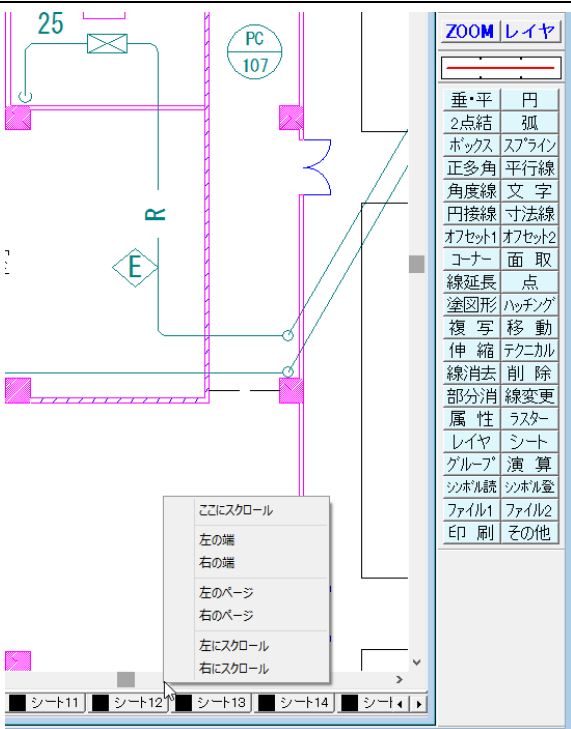 25
PC
107
R
E
ZOOM レイヤ
垂・平 円
2点結 弧
ボックス スプライン
正多角 平行線
角度線 文 字
円接線 寸法線
オフセット1 オフセット2
コーナー 面 取
線延長 点
塗図形 ハッチング
複 写 移 動
伸 縮 テクニカル
線消去 削 除
部分消 線変更
属 性 ラスター
レイヤ シート
グループ 演 算
シンボル読 シンボル登
ファイル1 ファイル2
印 刷 その他
ここにスクロール
左の端
右の端
左のページ
右のページ
左にスクロール
右にスクロール
シート11 シート12 シート13 シート14 シート